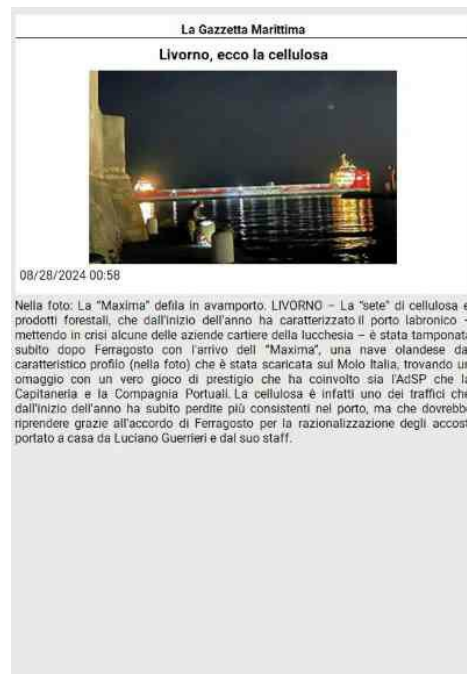 La Gazzetta Marittima
Livorno, ecco la cellulosa
08/28/2024 00:58
Nella foto: La "Maxima" defila in avamporto. LIVORNO – La "sete" di cellulosa e
prodotti forestali, che dall'inizio dell'anno ha caratterizzato il porto labronico –
mettendo in crisi alcune delle aziende cartiere della lucchesia – è stata tamponata
subito dopo Ferragosto con l'arrivo dell "Maxima", una nave olandese dal
caratteristico profilo (nella foto) che è stata scaricata sul Molo Italia, trovando un
omaggio con un vero gioco di prestigio che ha coinvolto sia l'AdSP che la
Capitaneria e la Compagnia Portuali. La cellulosa è infatti uno dei traffici che
dall'inizio dell'anno ha subito perdite più consistenti nel porto, ma che dovrebbe
riprendere grazie all'accordo di Ferragosto per la razionalizzazione degli accosti
portato a casa da Luciano Guerrieri e dal suo staff.